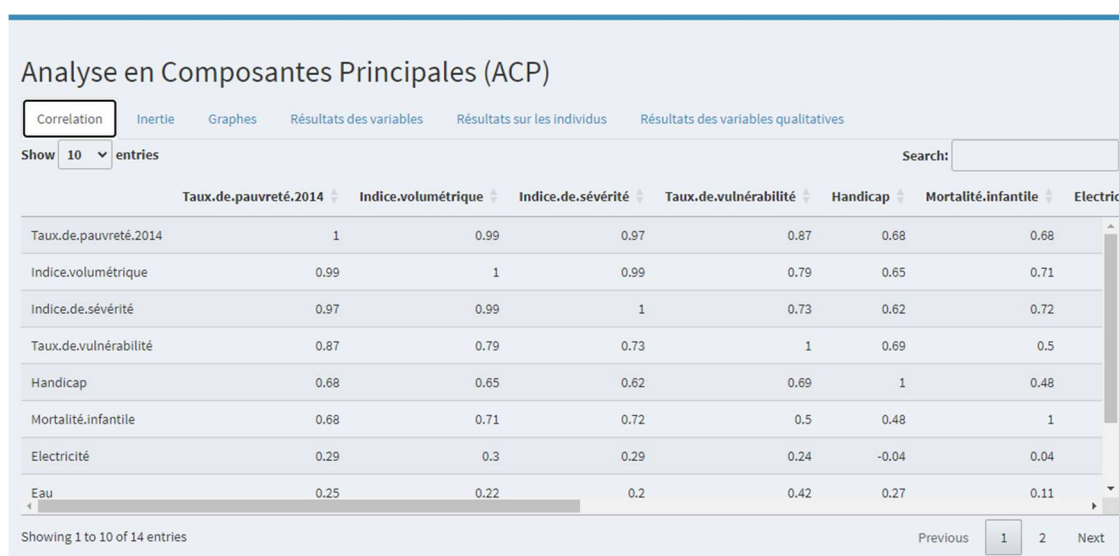 Analyse en Composantes Principales (ACP)
Correlation Inertie Graphes Résultats des variables Résultats sur les individus Résultats des variables qualitatives
Show 10 entries Search:
Taux.de.pauvreté.2014 Indice.volumétrique Indice.de.sévérité Taux.de.vulnérabilité Handicap Mortalité.infantile Electric
Taux.de.pauvreté.2014 1 0.99 0.97 0.87 0.68 0.68
Indice.volumétrique 0.99 1 0.99 0.79 0.65 0.71
Indice.de.sévérité 0.97 0.99 1 0.73 0.62 0.72
Taux.de.vulnérabilité 0.87 0.79 0.73 1 0.69 0.5
Handicap 0.68 0.65 0.62 0.69 1 0.48
Mortalité.infantile 0.68 0.71 0.72 0.5 0.48 1
Electricité 0.29 0.3 0.29 0.24 -0.04 0.04
Eau 0.25 0.22 0.2 0.42 0.27 0.11
Showing 1 to 10 of 14 entries Previous 1 2 Next